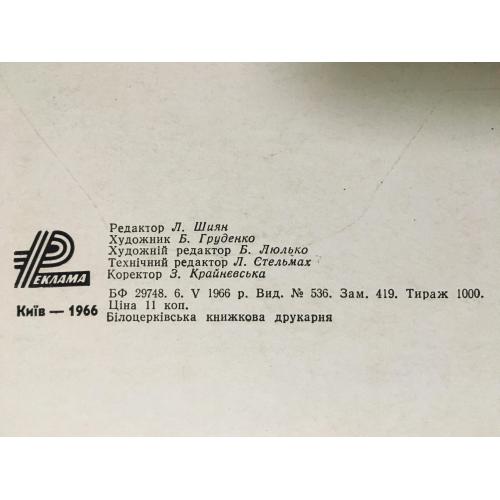 Редактор Л. Шиян
Художник Б. Груденко
Художній редактор Б. Люлько
Технічний редактор Л. Стельмах
Коректор З. Крайнєвська
РЕКЛАМА
Київ — 1966
БФ 29748. 6. V 1966 р. Вид. № 536. Зам. 419. Тираж 1000.
Ціна 11 коп.
Білоцерківська книжкова друкарня